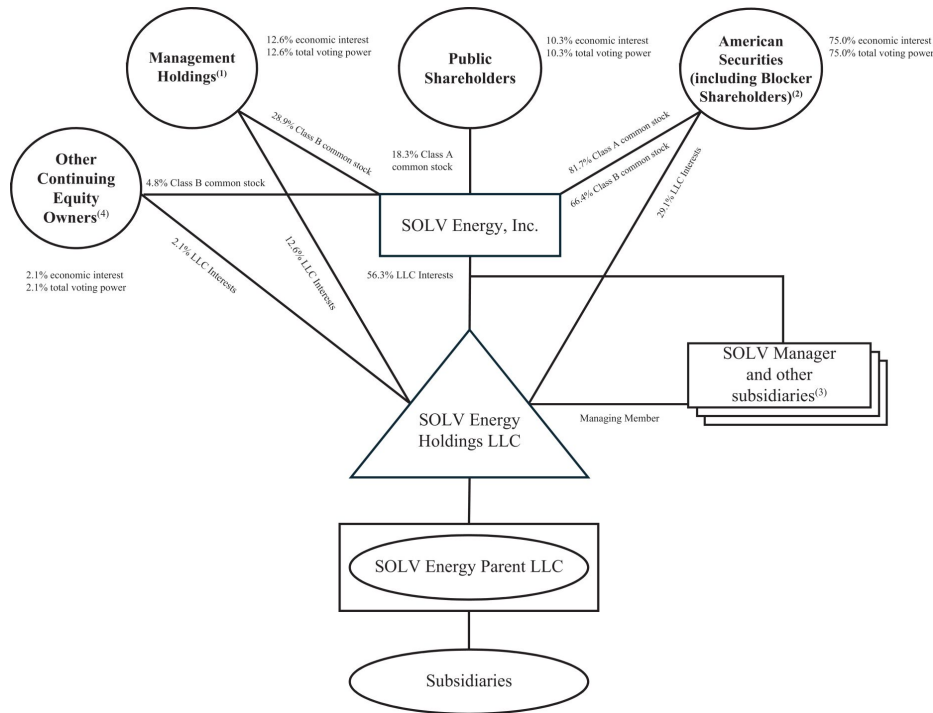 Management
Holdings(1)
12.6% economic interest
12.6% total voting power
Public
Shareholders
10.3% economic interest
10.3% total voting power
American
Securities
(including Blocker
Shareholders)(2)
75.0% economic interest
75.0% total voting power
Other
Continuing
Equity
Owners(4)
2.1% economic interest
2.1% total voting power
28.9% Class B common stock
18.3% Class A
common stock
81.7% Class A common stock
66.4% Class B common stock
29.1% LLC Interests
4.8% Class B common stock
SOLV Energy, Inc.
2.1% LLC Interests
12.6% LLC Interests
56.3% LLC Interests
SOLV Manager
and other
subsidiaries(3)
Managing Member
SOLV Energy
Holdings LLC
SOLV Energy Parent LLC
Subsidiaries